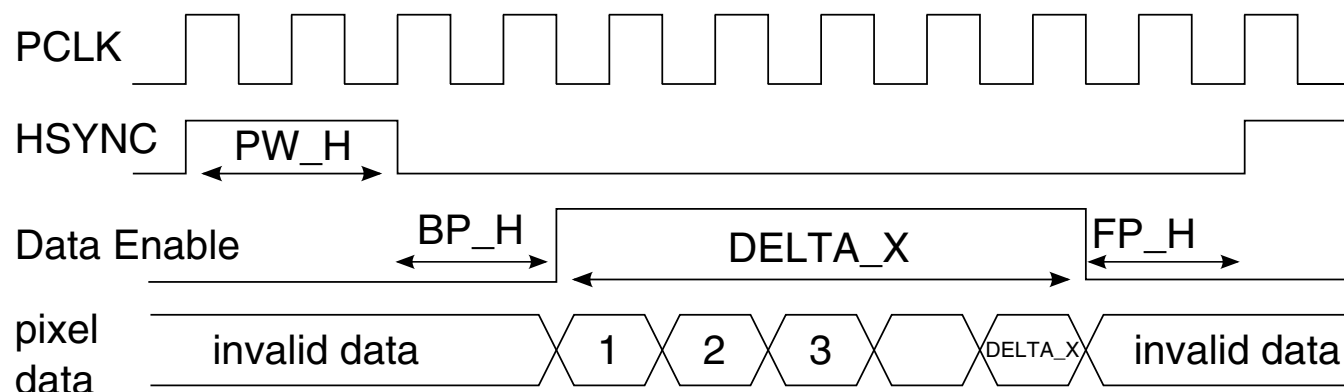 PCLK
HSYNC
PW_H
Data Enable
BP_H
DELTA_X
FP_H
pixel
data
invalid data
1
2
3
DELTA_X
invalid data